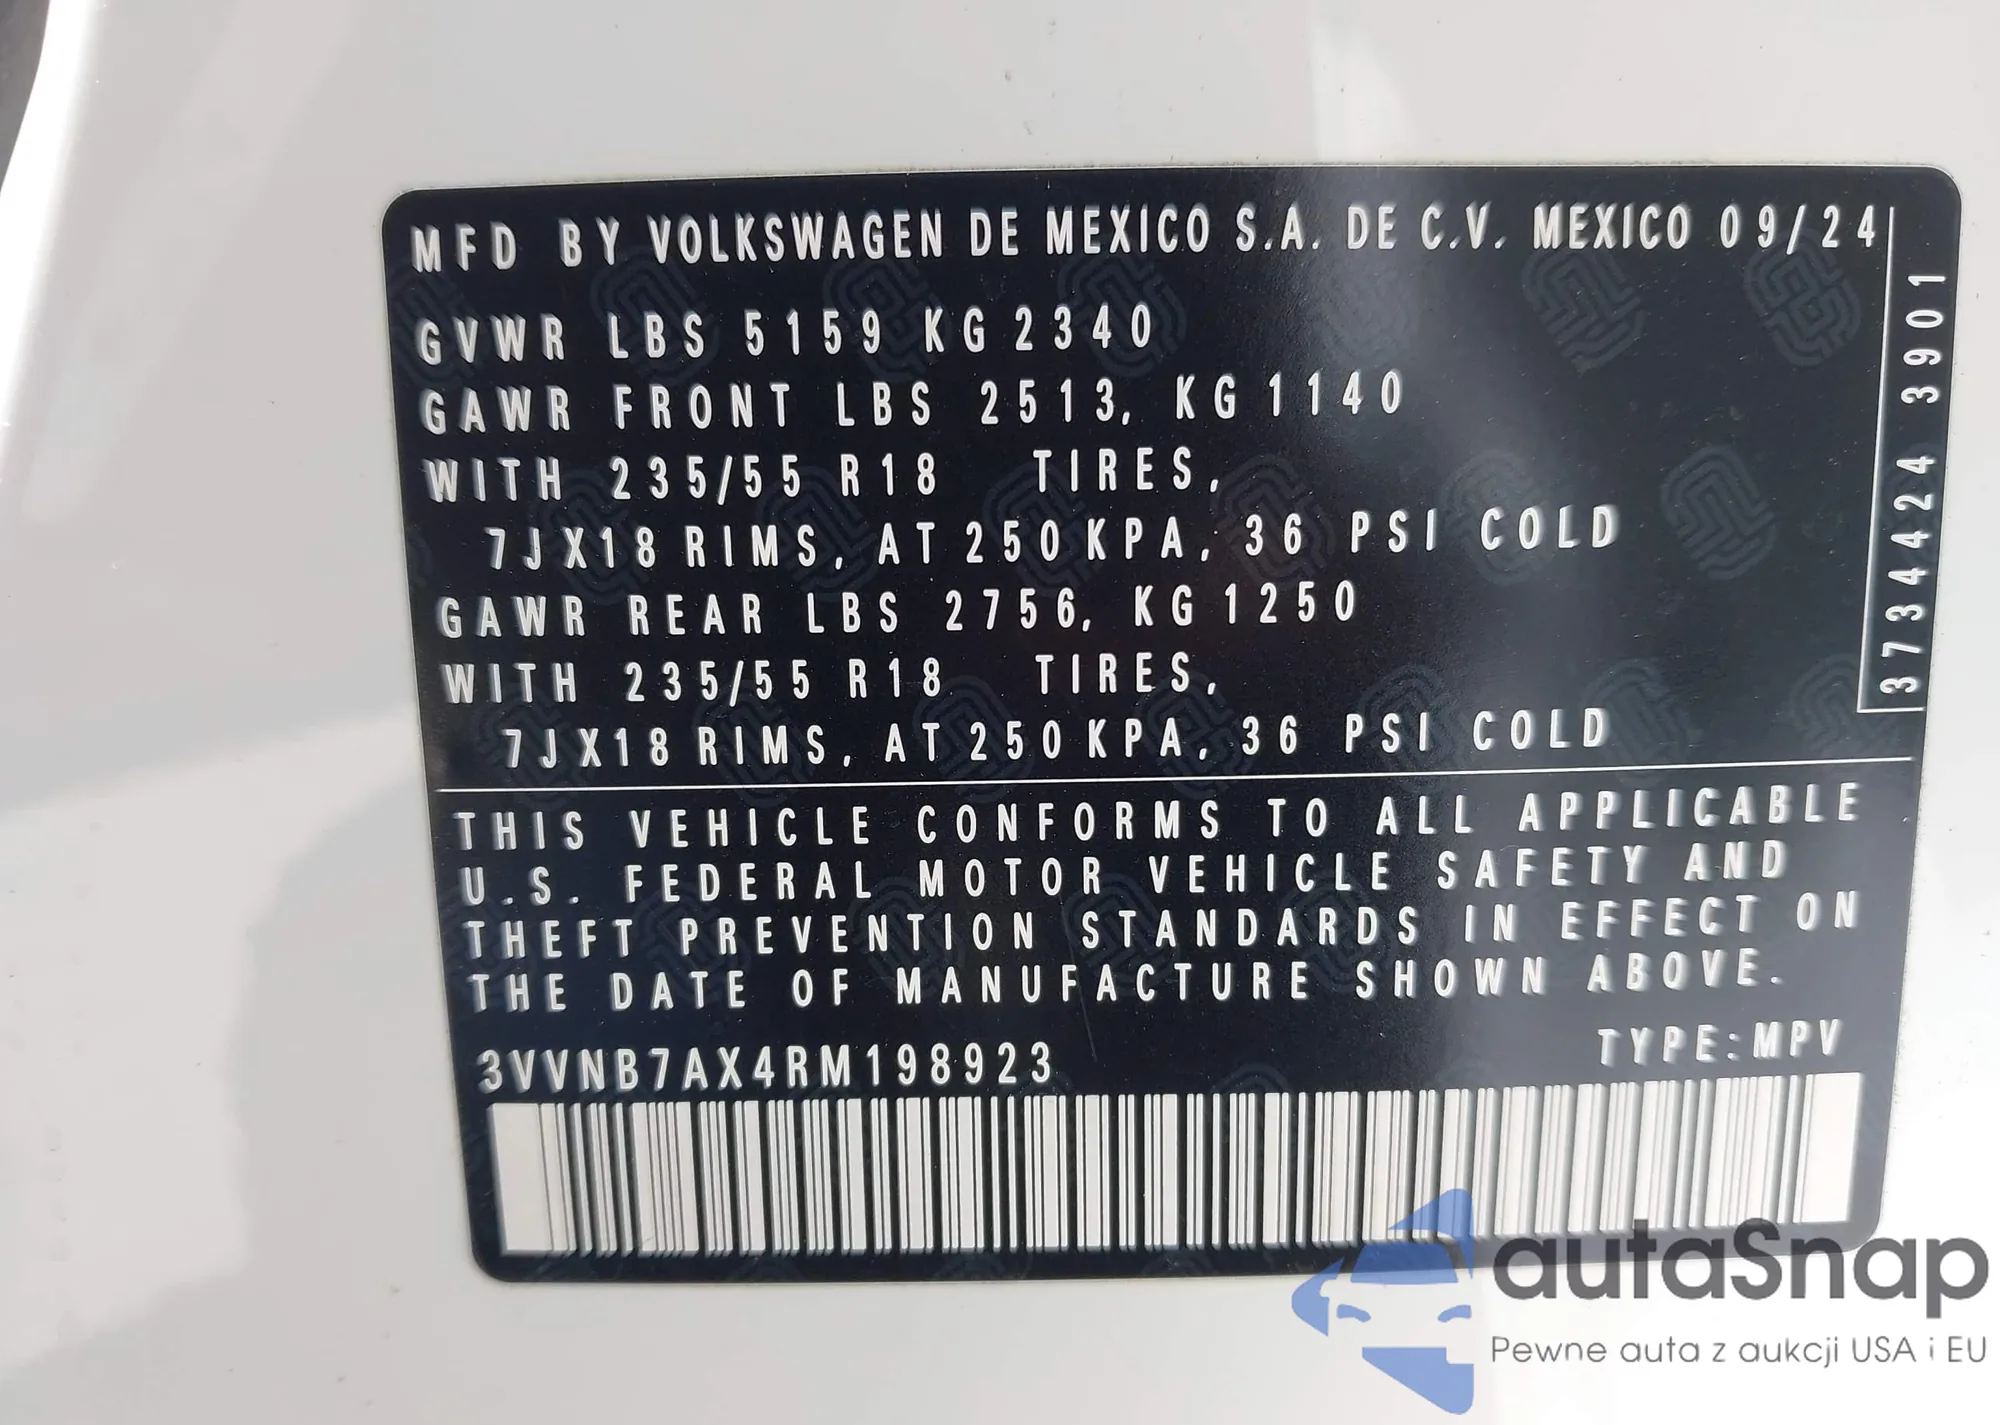 MFD BY VOLKSWAGEN DE MEXICO S.A. DE C.V. MEXICO 09/24
GVWR LBS 5159 KG 2340
GAWR FRONT LBS 2513, KG 1140
WITH 235/55 R18 TIRES,
7JX18 RIMS, AT 250 KPA, 36 PSI COLD
GAWR REAR LBS 2756, KG 1250
WITH 235/55 R18 TIRES,
7JX18 RIMS, AT 250 KPA, 36 PSI COLD
3734424 3901
THIS VEHICLE CONFORMS TO ALL APPLICABLE
U.S. FEDERAL MOTOR VEHICLE SAFETY AND
THEFT PREVENTION STANDARDS IN EFFECT ON
THE DATE OF MANUFACTURE SHOWN ABOVE.
3VVNB7AX4RM198923 TYPE:MPV
autaSnap
Pewne auta z aukcji USA i EU